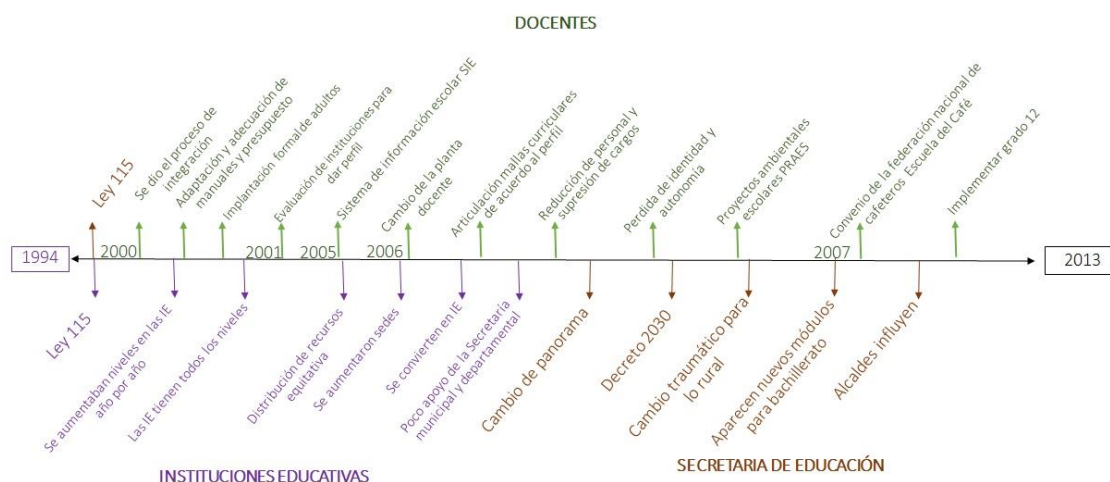 DOCENTES
Ley 115
Se dio el proceso de
integración
Adaptación y adecuación de
manuales y presupuesto
Implantación formal de adultos
Evaluación de instituciones para
dar perfil
Sistema de información escolar SIE
Cambio de la planta
docente
Articulación mallas curriculares
de acuerdo al perfil
Reducción de personal y
supresión de cargos
Perdida de identidad y
autonomía
Proyectos ambientales
escolares PRAES
Convenio de la federación nacional de
cafeteros Escuela del Café
Implementar grado 12
1994
2000
2001
2005
2006
2007
2013
Ley 115
Se aumentaban niveles en las IE
año por año
Las IE tienen todos los niveles
Distribución de recursos
equitativa
Se aumentaron sedes
Se convierten en IE
Poco apoyo de la Secretaría
municipal y departamental
Cambio de panorama
Decreto 2030
Cambio traumático para
lo rural
Aparecen nuevos módulos
para bachillerato
Alcaldes influyen
INSTITUCIONES EDUCATIVAS
SECRETARIA DE EDUCACIÓN